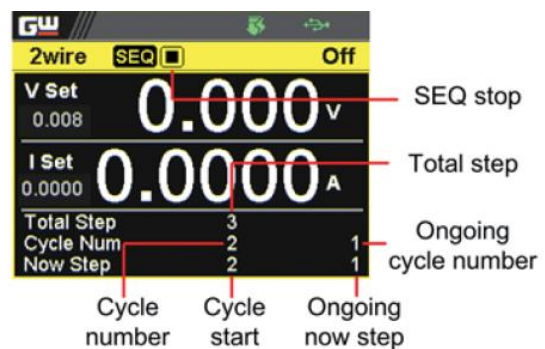 GW
2wire SEQ Off
V Set
0.008
0.000 V
SEQ stop
I Set
0.0000
0.0000 A
Total step
Total Step 3
Cycle Num 2 1
Now Step 2 1
Ongoing
cycle number
Cycle
number
Cycle
start
Ongoing
now step